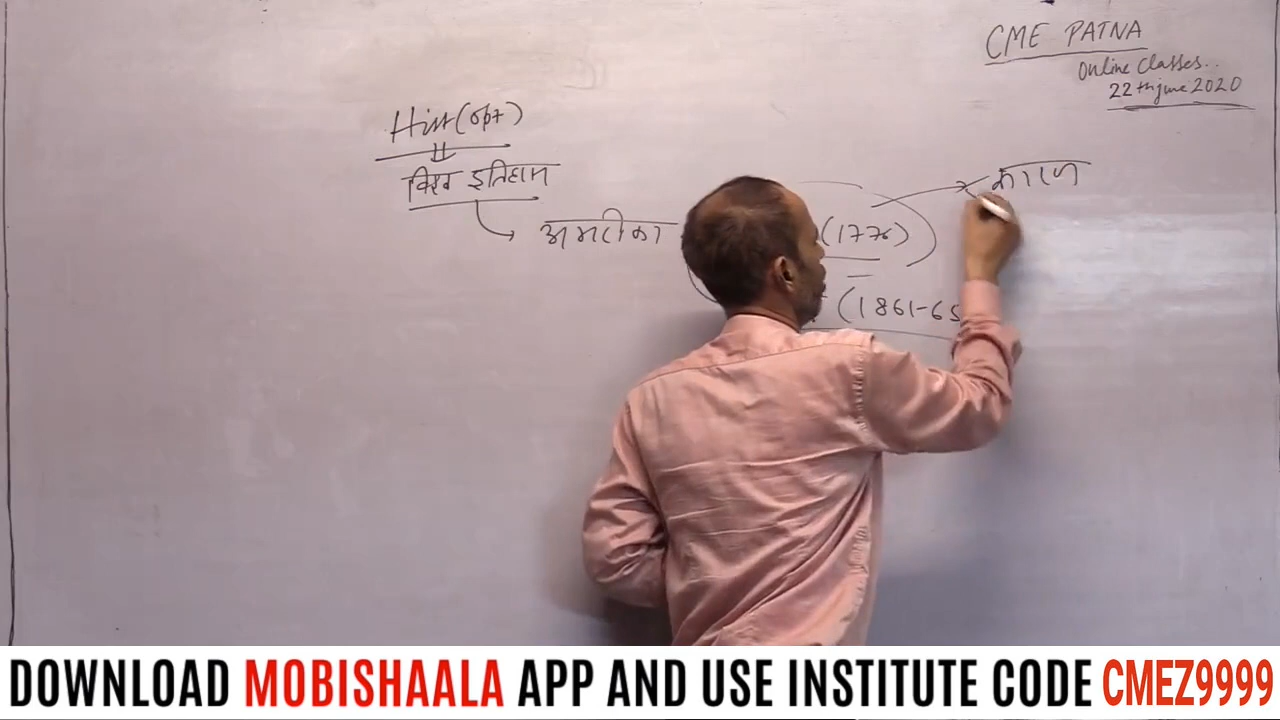 CME PATNA
Online Classes..
22th june 2020
Hist(opt)
विश्व इतिहास
कारण
अमरीका (1776)
(1861-65
DOWNLOAD MOBISHAALA APP AND USE INSTITUTE CODE CMEZ9999